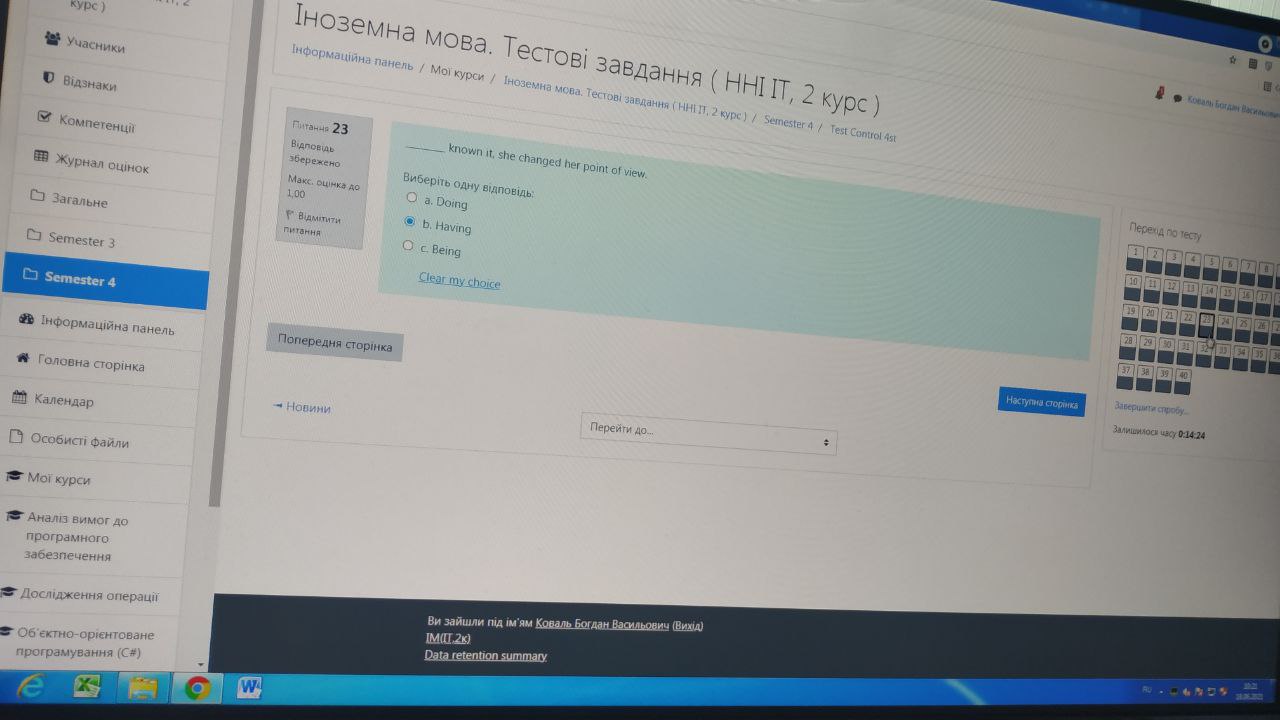 курс )
Учасники
Відзнаки
Компетенції
Журнал оцінок
Загальне
Semester 3
Semester 4
Інформаційна панель
Головна сторінка
Календар
Особисті файли
Мої курси
Аналіз вимог до
програмного
забезпечення
Дослідження операції
Об'єктно-орієнтоване
програмування (C#)
Іноземна мова. Тестові завдання ( ННІ ІТ, 2 курс )
Інформаційна панель / Мої курси / Іноземна мова. Тестові завдання ( ННІ ІТ, 2 курс ) / Semester 4 / Test Control 4st
Коваль Богдан Васильович
Питання 23
Відповідь
збережено
Макс. оцінка до
1,00
Відмітити
питання
______ known it, she changed her point of view.
Виберіть одну відповідь:
a. Doing
b. Having
c. Being
Clear my choice
Попередня сторінка
Наступна сторінка
◄ Новини
Перейти до...
Перехід по тесту
1 2 3 4 5 6 7 8
10 11 12 13 14 15 16 17
19 20 21 22 23 24 25 26
28 29 30 31 32 33 34 35
37 38 39 40
Завершити спробу...
Залишилося часу 0:14:24
Ви зайшли під ім'ям Коваль Богдан Васильович (Вихід)
ІМ(ІТ,2к)
Data retention summary
RU